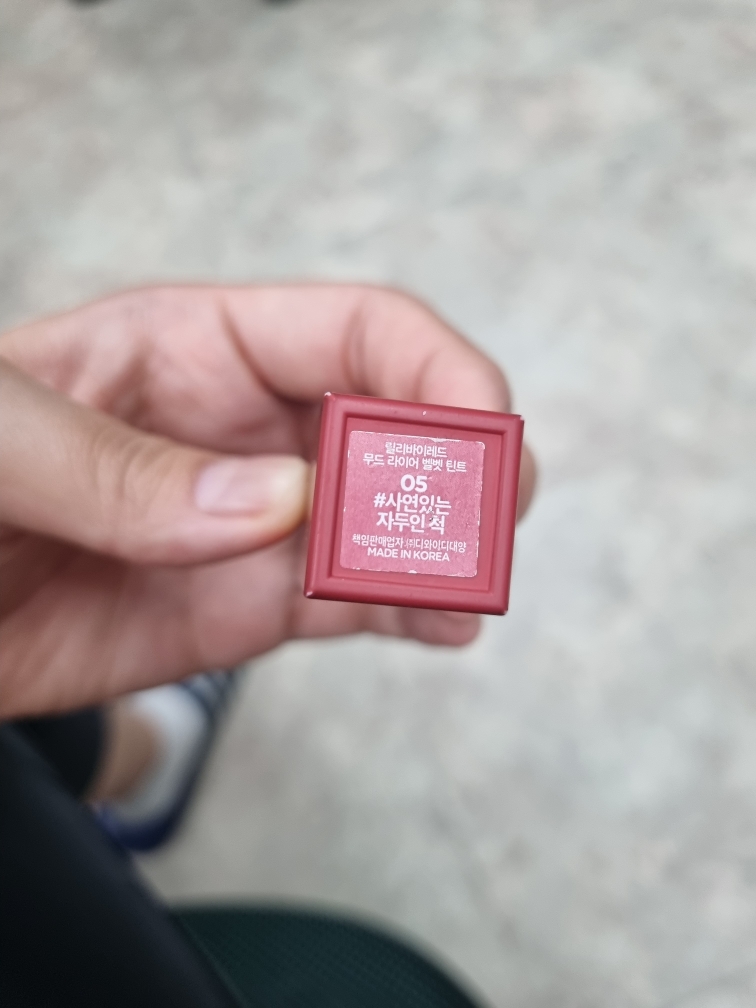 릴리바이레드
무드 라이어 벨벳 틴트
05
#사연있는
자두인 척
책임판매업자 ㈜디와이디대양
MADE IN KOREA